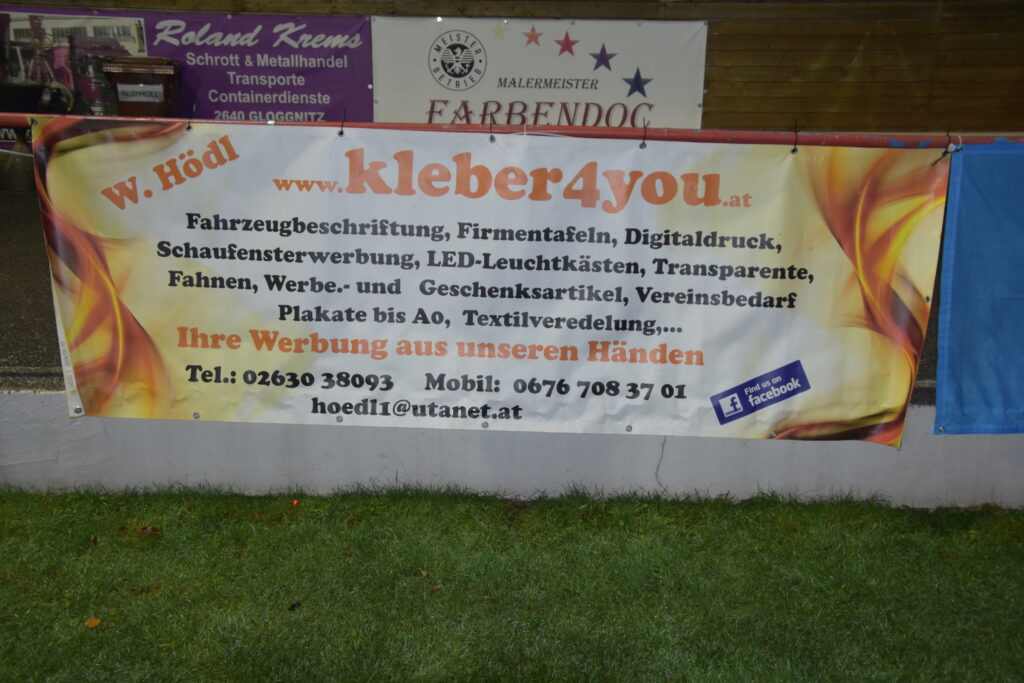 Roland Krems
Schrott & Metallhandel
Transporte
Containerdienste
2640 GLOGGNITZ
RESTMÜLL
MEISTER
BETRIEB
MALERMEISTER
FARBENDOC
W. Hödl
www.kleber4you.at
Fahrzeugbeschriftung, Firmentafeln, Digitaldruck,
Schaufensterwerbung, LED-Leuchtkästen, Transparente,
Fahnen, Werbe.- und Geschenksartikel, Vereinsbedarf
Plakate bis A0, Textilveredelung,...
Ihre Werbung aus unseren Händen
Tel.: 02630 38093 Mobil: 0676 708 37 01
hoedl1@utanet.at
Find us on
facebook